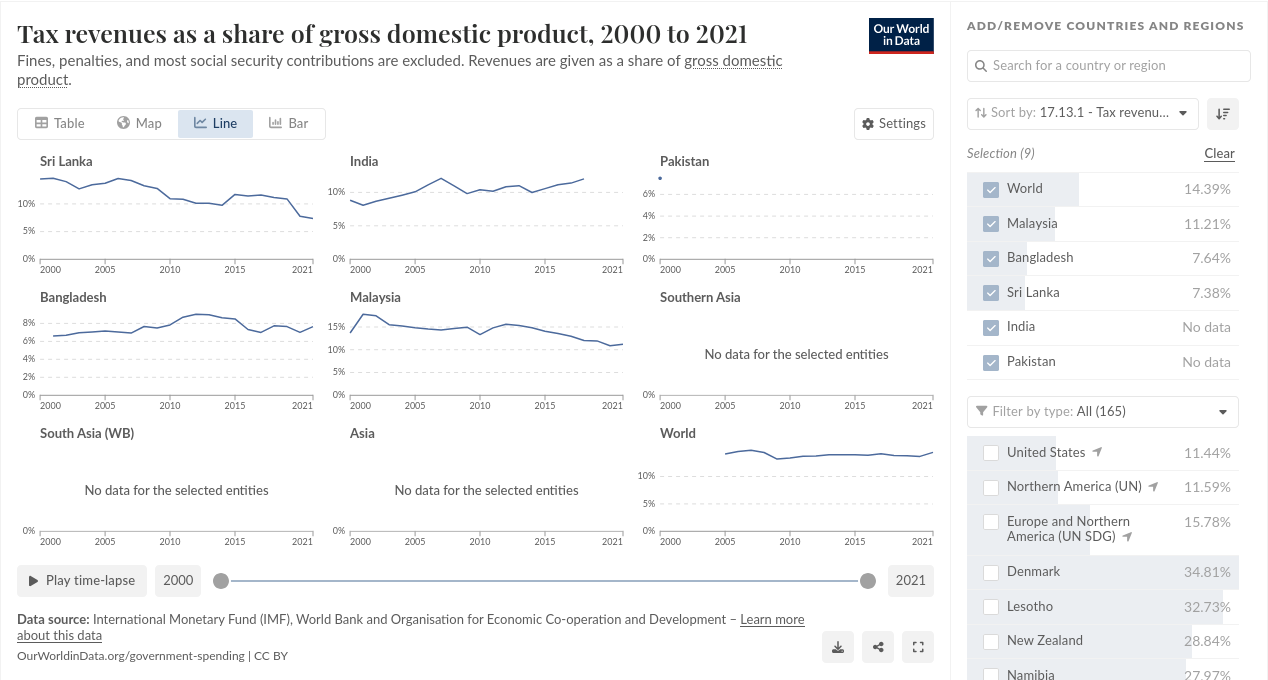 Tax revenues as a share of gross domestic product, 2000 to 2021
Fines, penalties, and most social security contributions are excluded. Revenues are given as a share of gross domestic
product.
Our World
in Data
Table
Map
Line
Bar
Settings
Sri Lanka
10%
5%
0%
2000
2005
2010
2015
2021
India
10%
5%
0%
2000
2005
2010
2015
2021
Pakistan
6%
4%
2%
0%
2000
2005
2010
2015
2021
Bangladesh
8%
6%
4%
2%
0%
2000
2005
2010
2015
2021
Malaysia
15%
10%
5%
0%
2000
2005
2010
2015
2021
Southern Asia
No data for the selected entities
0%
2000
2005
2010
2015
2021
South Asia (WB)
No data for the selected entities
0%
2000
2005
2010
2015
2021
Asia
No data for the selected entities
0%
2000
2005
2010
2015
2021
World
10%
5%
0%
2000
2005
2010
2015
2021
Play time-lapse
2000
2021
Data source: International Monetary Fund (IMF), World Bank and Organisation for Economic Co-operation and Development – Learn more
about this data
OurWorldinData.org/government-spending | CC BY
ADD/REMOVE COUNTRIES AND REGIONS
Search for a country or region
Sort by: 17.13.1 - Tax revenu...
Selection (9)
Clear
World 14.39%
Malaysia 11.21%
Bangladesh 7.64%
Sri Lanka 7.38%
India No data
Pakistan No data
Filter by type: All (165)
United States 11.44%
Northern America (UN) 11.59%
Europe and Northern 15.78%
America (UN SDG)
Denmark 34.81%
Lesotho 32.73%
New Zealand 28.84%
Namibia 27.97%